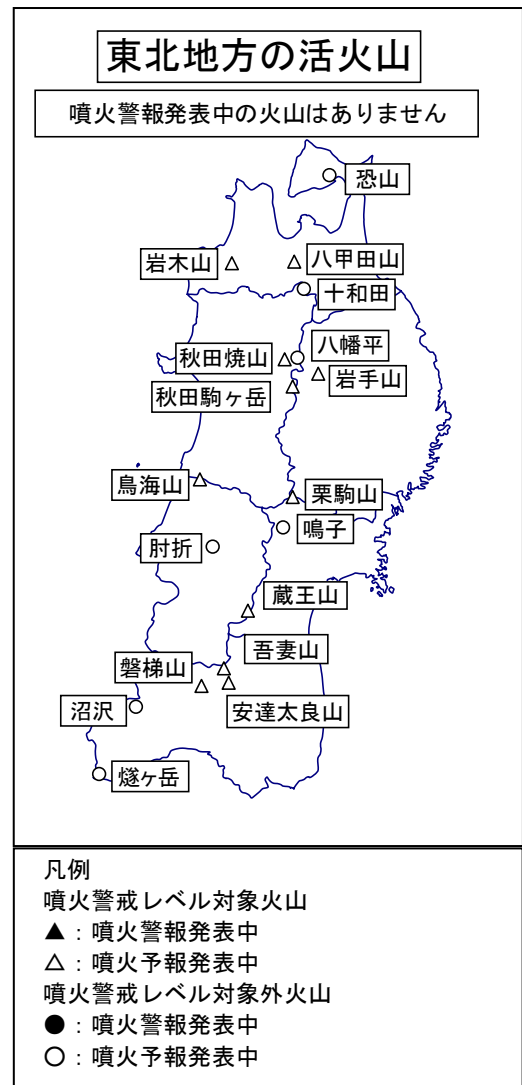 東北地方の活火山
噴火警報発表中の火山はありません
恐山
岩木山
八甲田山
十和田
八幡平
秋田焼山
岩手山
秋田駒ヶ岳
鳥海山
栗駒山
鳴子
肘折
蔵王山
吾妻山
磐梯山
安達太良山
沼沢
燧ヶ岳
凡例
噴火警戒レベル対象火山
▲：噴火警報発表中
△：噴火予報発表中
噴火警戒レベル対象外火山
●：噴火警報発表中
○：噴火予報発表中